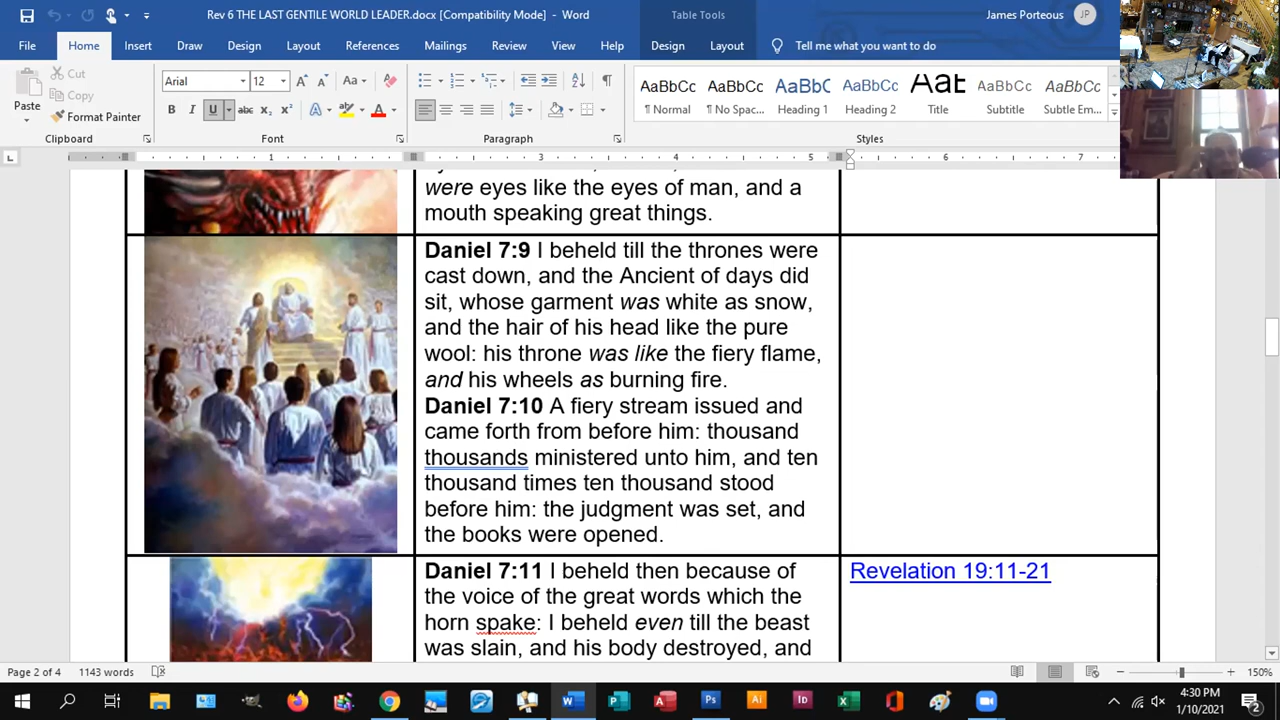 Rev 6 THE LAST GENTILE WORLD LEADER.docx [Compatibility Mode] - Word
Table Tools
James Porteous
JP
File Home Insert Draw Design Layout References Mailings Review View Help Design Layout Tell me what you want to do
Paste
Cut
Copy
Format Painter
Clipboard
Arial 12
Font
Paragraph
AaBbCc ¶ Normal
AaBbCc ¶ No Spac...
AaBbC Heading 1
AaBbCc Heading 2
AaB Title
AaBbCc Subtitle
AaBbCc Subtle Em...
Styles
1 3 4 5 7
were eyes like the eyes of man, and a
mouth speaking great things.
Daniel 7:9 I beheld till the thrones were
cast down, and the Ancient of days did
sit, whose garment was white as snow,
and the hair of his head like the pure
wool: his throne was like the fiery flame,
and his wheels as burning fire.
Daniel 7:10 A fiery stream issued and
came forth from before him: thousand
thousands ministered unto him, and ten
thousand times ten thousand stood
before him: the judgment was set, and
the books were opened.
Daniel 7:11 I beheld then because of
the voice of the great words which the
horn spake: I beheld even till the beast
was slain, and his body destroyed, and
Revelation 19:11-21
Page 2 of 4 1143 words
150%
4:30 PM
1/10/2021
2